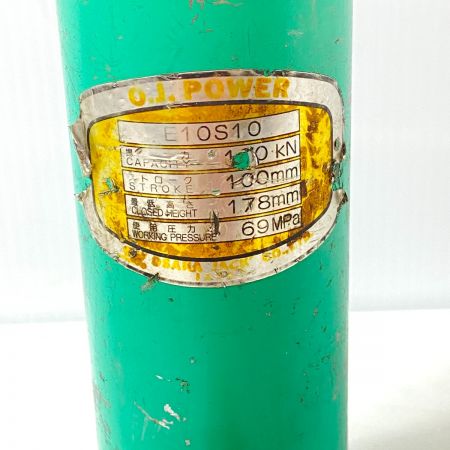 O.J. POWER
E10S10
CAPACITY kN
ストローク STROKE 100mm
最低高さ CLOSED HEIGHT 178mm
使用圧力 WORKING PRESSURE 69MPa
OSAKA JACK CO.,LTD.